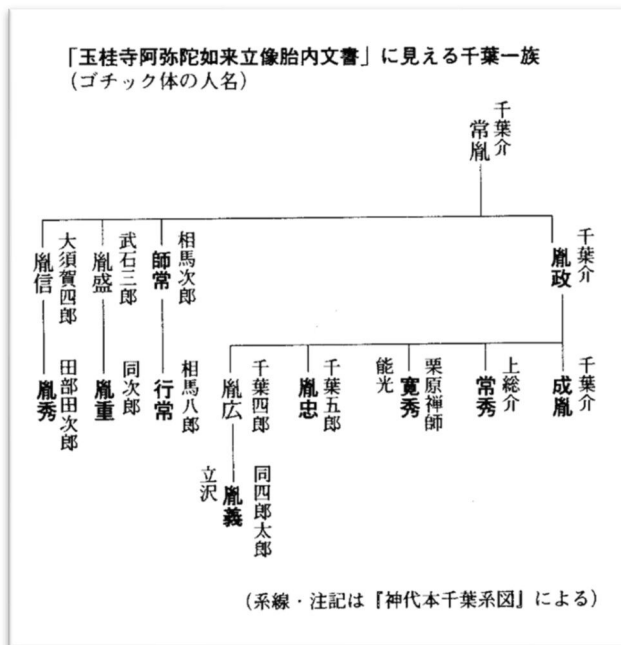 「玉桂寺阿弥陀如来立像胎内文書」に見える千葉一族
(ゴチック体の人名)
千葉介
常胤
千葉介
胤政
相馬次郎
師常
武石三郎
胤盛
大須賀四郎
胤信
千葉介
成胤
上総介
常秀
栗原禅師
寛秀
能光
千葉五郎
胤忠
千葉四郎
胤広
相馬八郎
行常
同次郎
胤重
田部田次郎
胤秀
同四郎太郎
胤義
立沢
(系線・注記は『神代本千葉系図』による)